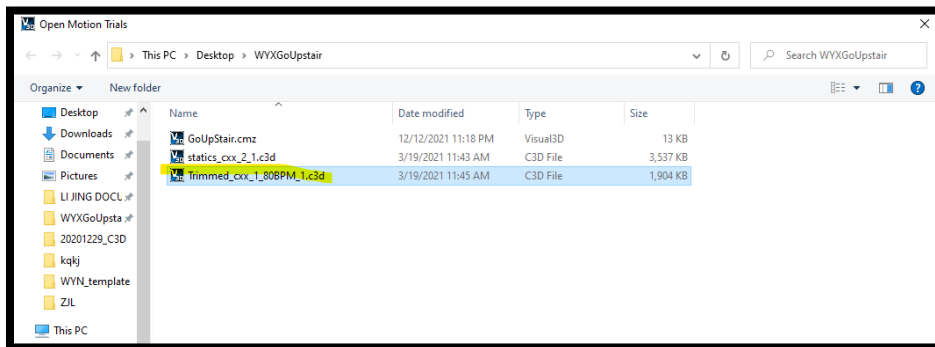 Open Motion Trials
This PC > Desktop > WYXGoUpstair
Search WYXGoUpstair
Organize
New folder
Desktop
Downloads
Documents
Pictures
LI JING DOCU
WYXGoUpsta
20201229_C3D
kqkj
WYN_template
ZJL
This PC
Name Date modified Type Size
GoUpStair.cmz 12/12/2021 11:18 PM Visual3D 13 KB
statics_cxx_2_1.c3d 3/19/2021 11:43 AM C3D File 3,537 KB
Trimmed_cxx_1_80BPM_1.c3d 3/19/2021 11:45 AM C3D File 1,904 KB